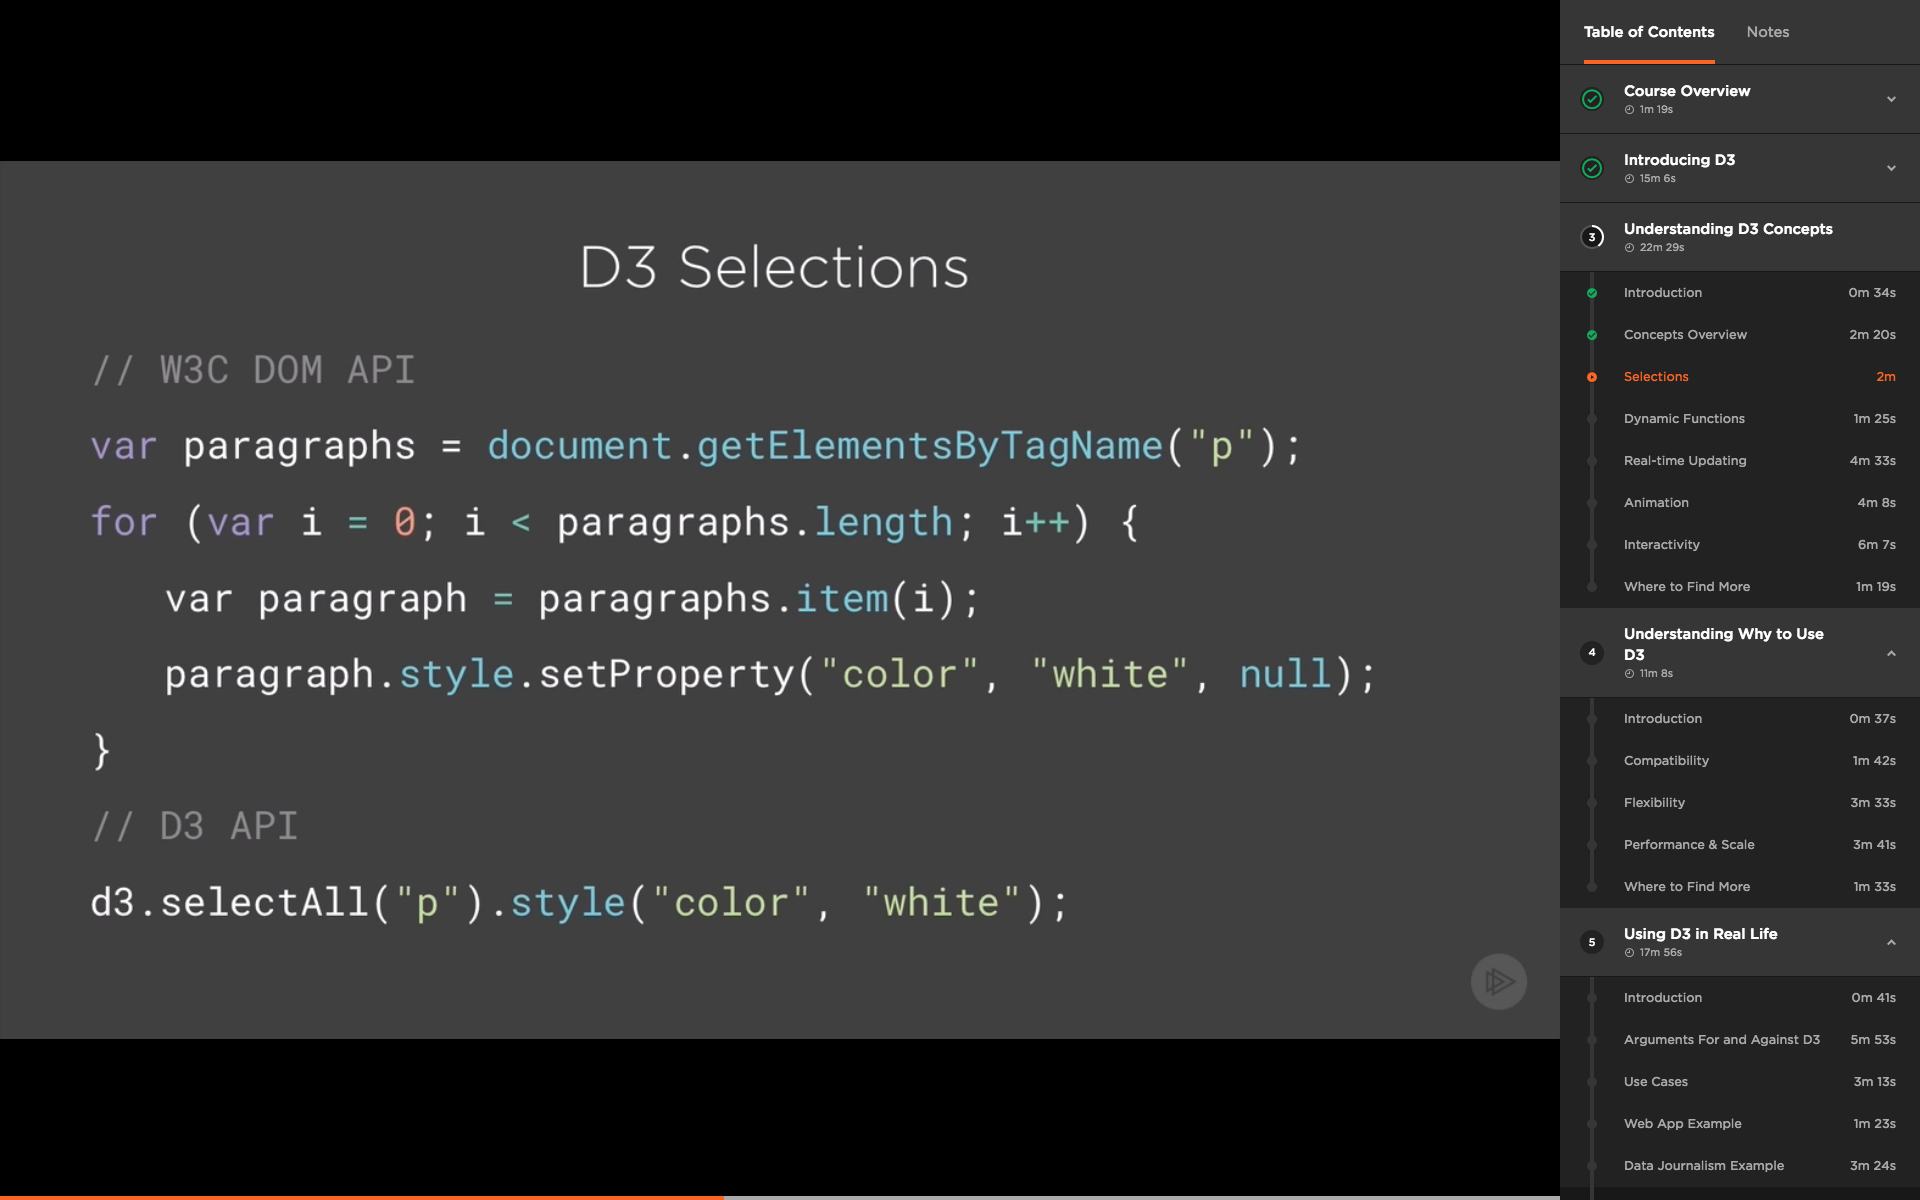 D3 Selections
// W3C DOM API
var paragraphs = document.getElementsByTagName("p");
for (var i = 0; i < paragraphs.length; i++) {
var paragraph = paragraphs.item(i);
paragraph.style.setProperty("color", "white", null);
}
// D3 API
d3.selectAll("p").style("color", "white");
Table of Contents Notes
Course Overview
1m 19s
Introducing D3
15m 6s
3
Understanding D3 Concepts
22m 29s
Introduction 0m 34s
Concepts Overview 2m 20s
Selections 2m
Dynamic Functions 1m 25s
Real-time Updating 4m 33s
Animation 4m 8s
Interactivity 6m 7s
Where to Find More 1m 19s
4
Understanding Why to Use
D3
11m 8s
Introduction 0m 37s
Compatibility 1m 42s
Flexibility 3m 33s
Performance & Scale 3m 41s
Where to Find More 1m 33s
5
Using D3 in Real Life
17m 56s
Introduction 0m 41s
Arguments For and Against D3 5m 53s
Use Cases 3m 13s
Web App Example 1m 23s
Data Journalism Example 3m 24s